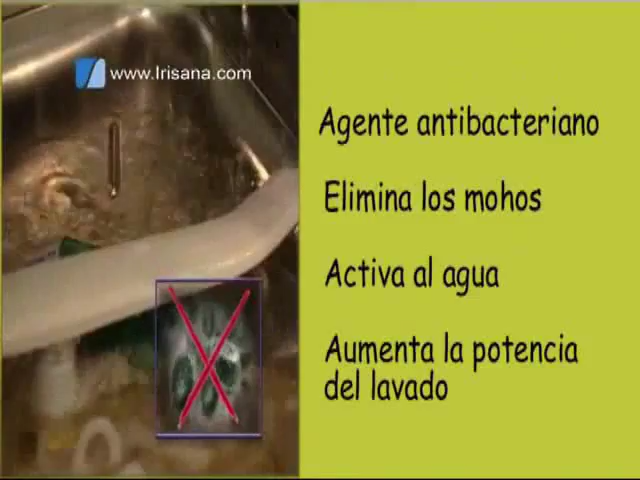 www.Irisana.com
Agente antibacteriano
Elimina los mohos
Activa al agua
Aumenta la potencia
del lavado